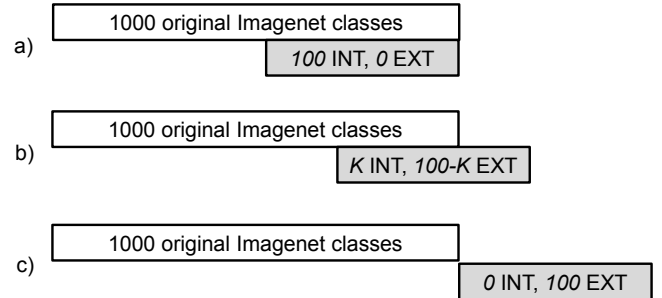 1000 original Imagenet classes
a)
100 INT, 0 EXT
1000 original Imagenet classes
b)
K INT, 100-K EXT
1000 original Imagenet classes
c)
0 INT, 100 EXT